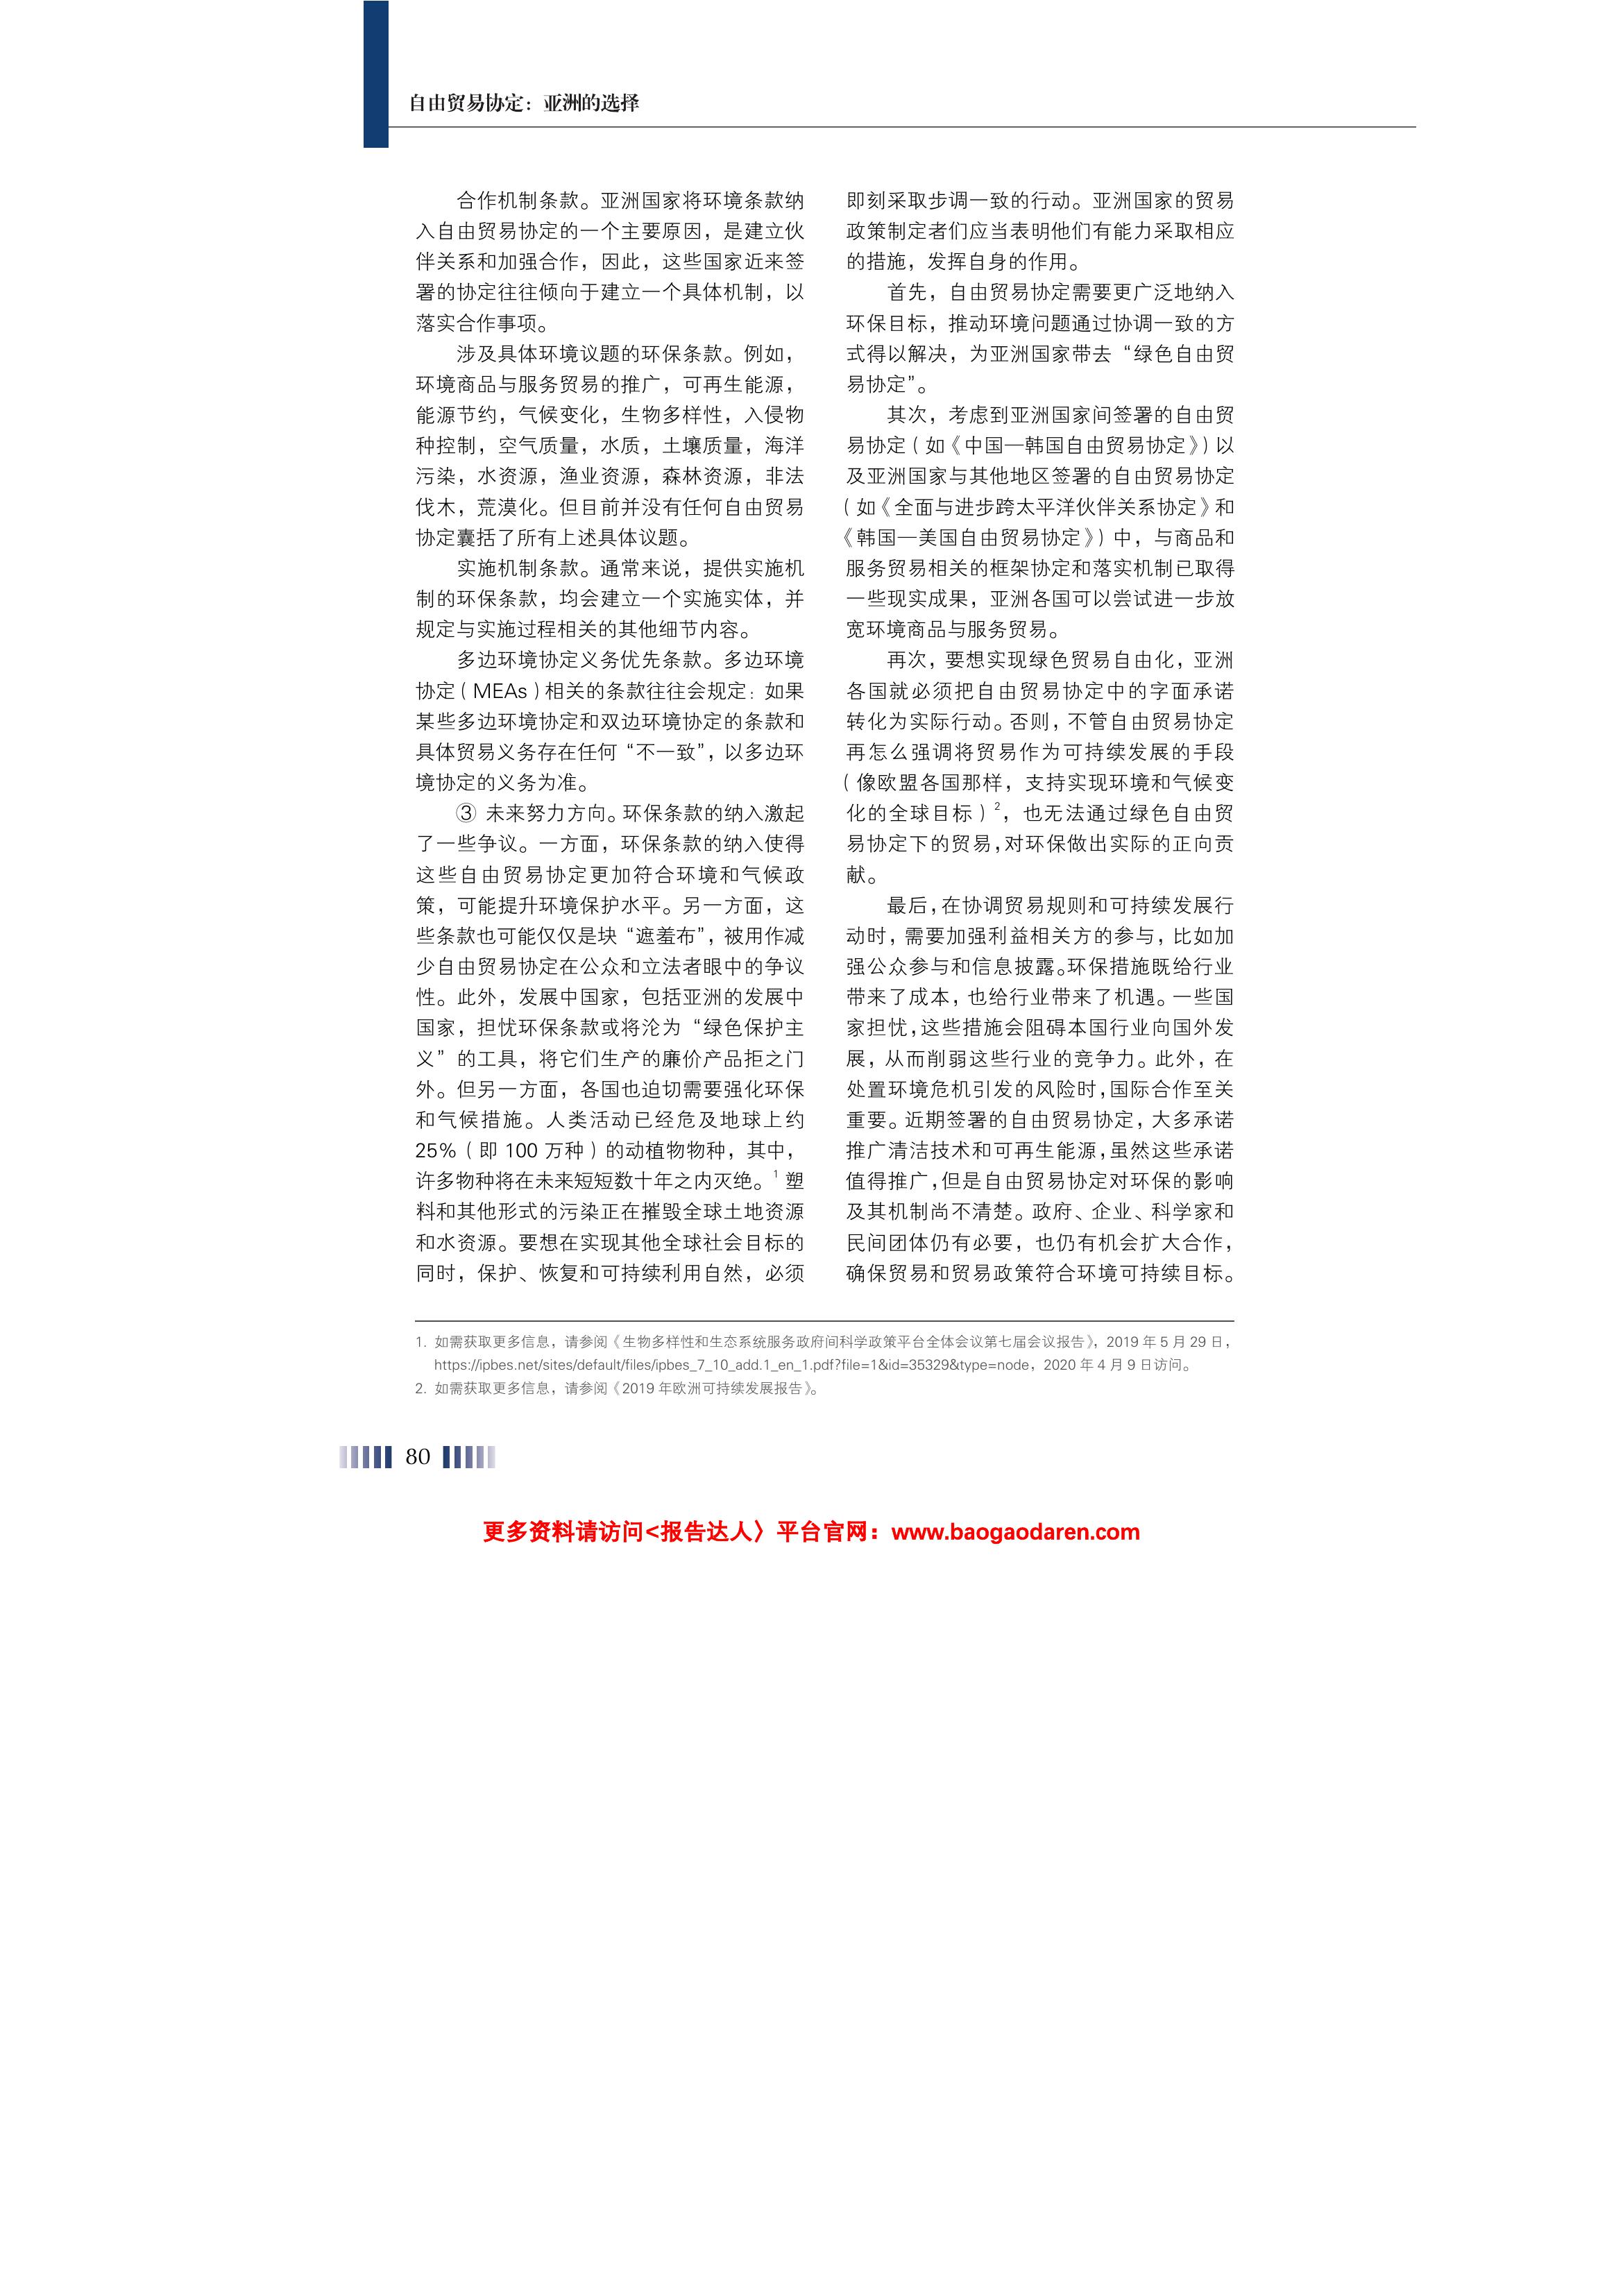 自由贸易协定：亚洲的选择
合作机制条款。亚洲国家将环境条款纳
入自由贸易协定的一个主要原因，是建立伙
伴关系和加强合作，因此，这些国家近来签
署的协定往往倾向于建立一个具体机制，以
落实合作事项。
涉及具体环境议题的环保条款。例如，
环境商品与服务贸易的推广，可再生能源，
能源节约，气候变化，生物多样性，入侵物
种控制，空气质量，水质，土壤质量，海洋
污染，水资源，渔业资源，森林资源，非法
伐木，荒漠化。但目前并没有任何自由贸易
协定囊括了所有上述具体议题。
实施机制条款。通常来说，提供实施机
制的环保条款，均会建立一个实施实体，并
规定与实施过程相关的其他细节内容。
多边环境协定义务优先条款。多边环境
协定（MEAs）相关的条款往往会规定：如果
某些多边环境协定和双边环境协定的条款和
具体贸易义务存在任何“不一致”，以多边环
境协定的义务为准。
③ 未来努力方向。环保条款的纳入激起
了一些争议。一方面，环保条款的纳入使得
这些自由贸易协定更加符合环境和气候政
策，可能提升环境保护水平。另一方面，这
些条款也可能仅仅是块“遮羞布”，被用作减
少自由贸易协定在公众和立法者眼中的争议
性。此外，发展中国家，包括亚洲的发展中
国家，担忧环保条款或将沦为“绿色保护主
义”的工具，将它们生产的廉价产品拒之门
外。但另一方面，各国也迫切需要强化环保
和气候措施。人类活动已经危及地球上约
25%（即 100 万种）的动植物物种，其中，
许多物种将在未来短短数十年之内灭绝。1 塑
料和其他形式的污染正在摧毁全球土地资源
和水资源。要想在实现其他全球社会目标的
同时，保护、恢复和可持续利用自然，必须
即刻采取步调一致的行动。亚洲国家的贸易
政策制定者们应当表明他们有能力采取相应
的措施，发挥自身的作用。
首先，自由贸易协定需要更广泛地纳入
环保目标，推动环境问题通过协调一致的方
式得以解决，为亚洲国家带去“绿色自由贸
易协定”。
其次，考虑到亚洲国家间签署的自由贸
易协定（如《中国—韩国自由贸易协定》）以
及亚洲国家与其他地区签署的自由贸易协定
（如《全面与进步跨太平洋伙伴关系协定》和
《韩国—美国自由贸易协定》）中，与商品和
服务贸易相关的框架协定和落实机制已取得
一些现实成果，亚洲各国可以尝试进一步放
宽环境商品与服务贸易。
再次，要想实现绿色贸易自由化，亚洲
各国就必须把自由贸易协定中的字面承诺
转化为实际行动。否则，不管自由贸易协定
再怎么强调将贸易作为可持续发展的手段
（像欧盟各国那样，支持实现环境和气候变
化的全球目标）2，也无法通过绿色自由贸
易协定下的贸易，对环保做出实际的正向贡
献。
最后，在协调贸易规则和可持续发展行
动时，需要加强利益相关方的参与，比如加
强公众参与和信息披露。环保措施既给行业
带来了成本，也给行业带来了机遇。一些国
家担忧，这些措施会阻碍本国行业向国外发
展，从而削弱这些行业的竞争力。此外，在
处置环境危机引发的风险时，国际合作至关
重要。近期签署的自由贸易协定，大多承诺
推广清洁技术和可再生能源，虽然这些承诺
值得推广，但是自由贸易协定对环保的影响
及其机制尚不清楚。政府、企业、科学家和
民间团体仍有必要，也仍有机会扩大合作，
确保贸易和贸易政策符合环境可持续目标。
1. 如需获取更多信息，请参阅《生物多样性和生态系统服务政府间科学政策平台全体会议第七届会议报告》，2019 年 5 月 29 日，
https://ipbes.net/sites/default/files/ipbes_7_10_add.1_en_1.pdf?file=1&id=35329&type=node，2020 年 4 月 9 日访问。
2. 如需获取更多信息，请参阅《2019 年欧洲可持续发展报告》。
80
更多资料请访问<报告达人〉平台官网：www.baogaodaren.com